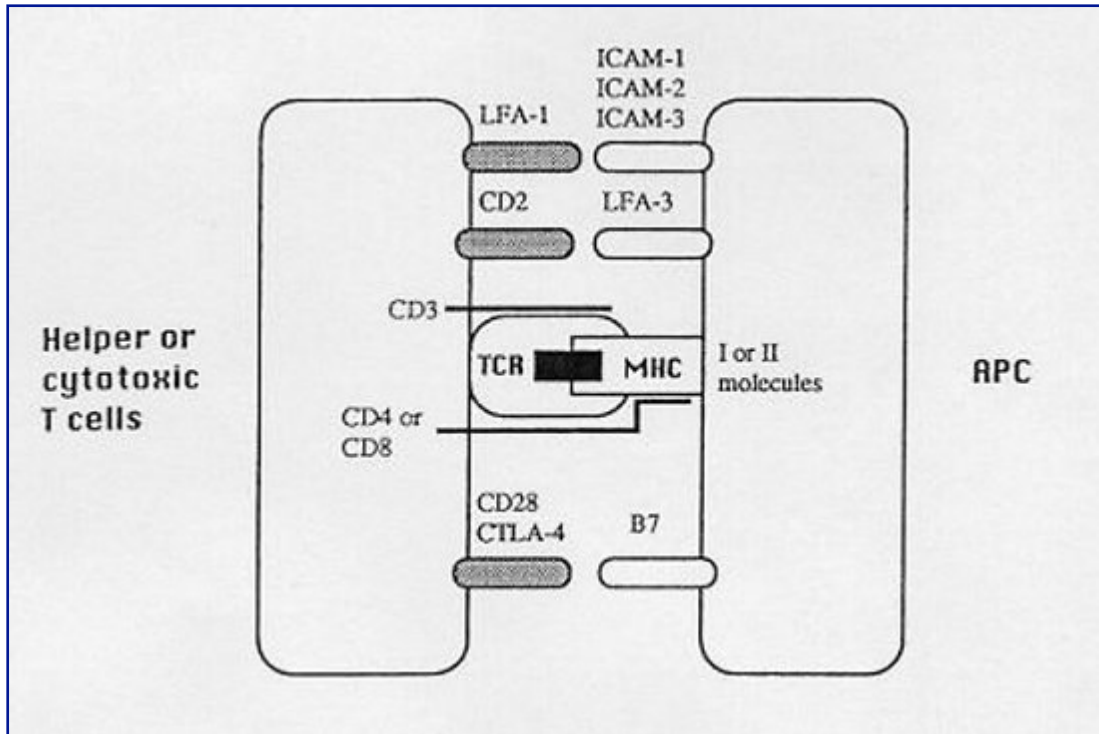 ICAM-1
ICAM-2
ICAM-3
LFA-1
CD2
LFA-3
CD3
TCR
MHC
I or II
molecules
Helper or
cytotoxic
T cells
APC
CD4 or
CD8
CD28
CTLA-4
B7